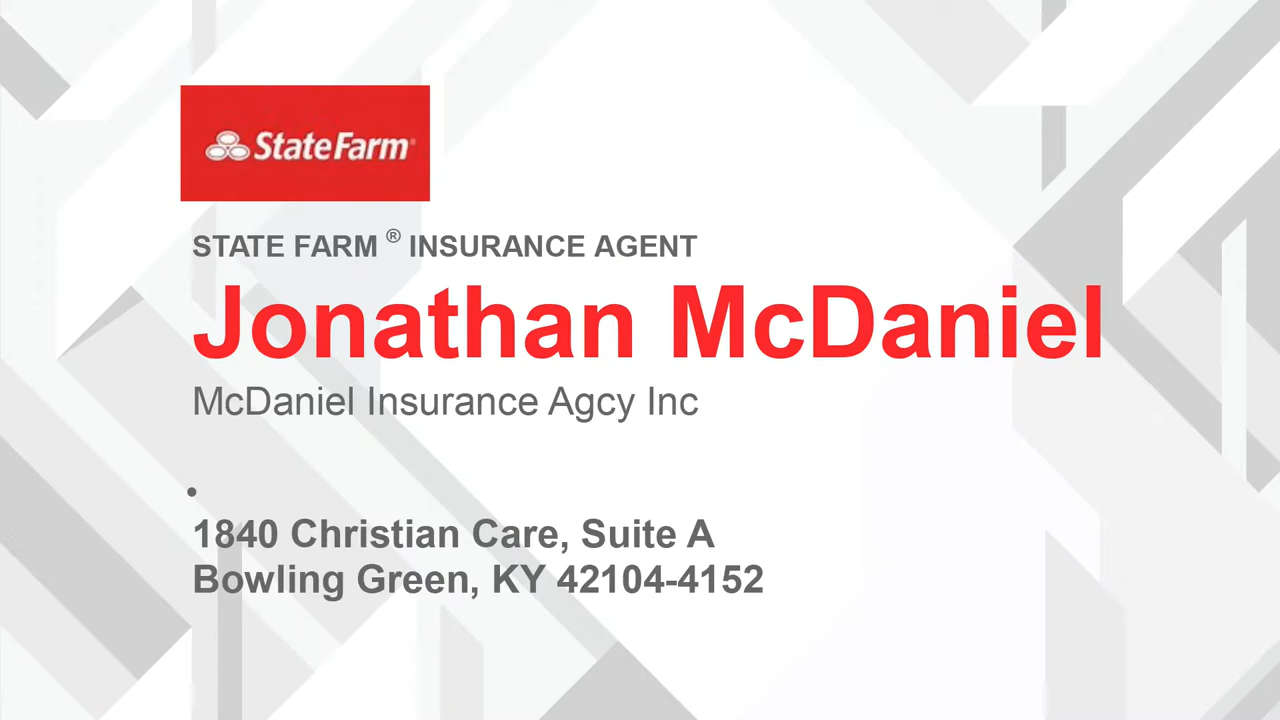 StateFarm®
STATE FARM ® INSURANCE AGENT
Jonathan McDaniel
McDaniel Insurance Agcy Inc
•
1840 Christian Care, Suite A
Bowling Green, KY 42104-4152